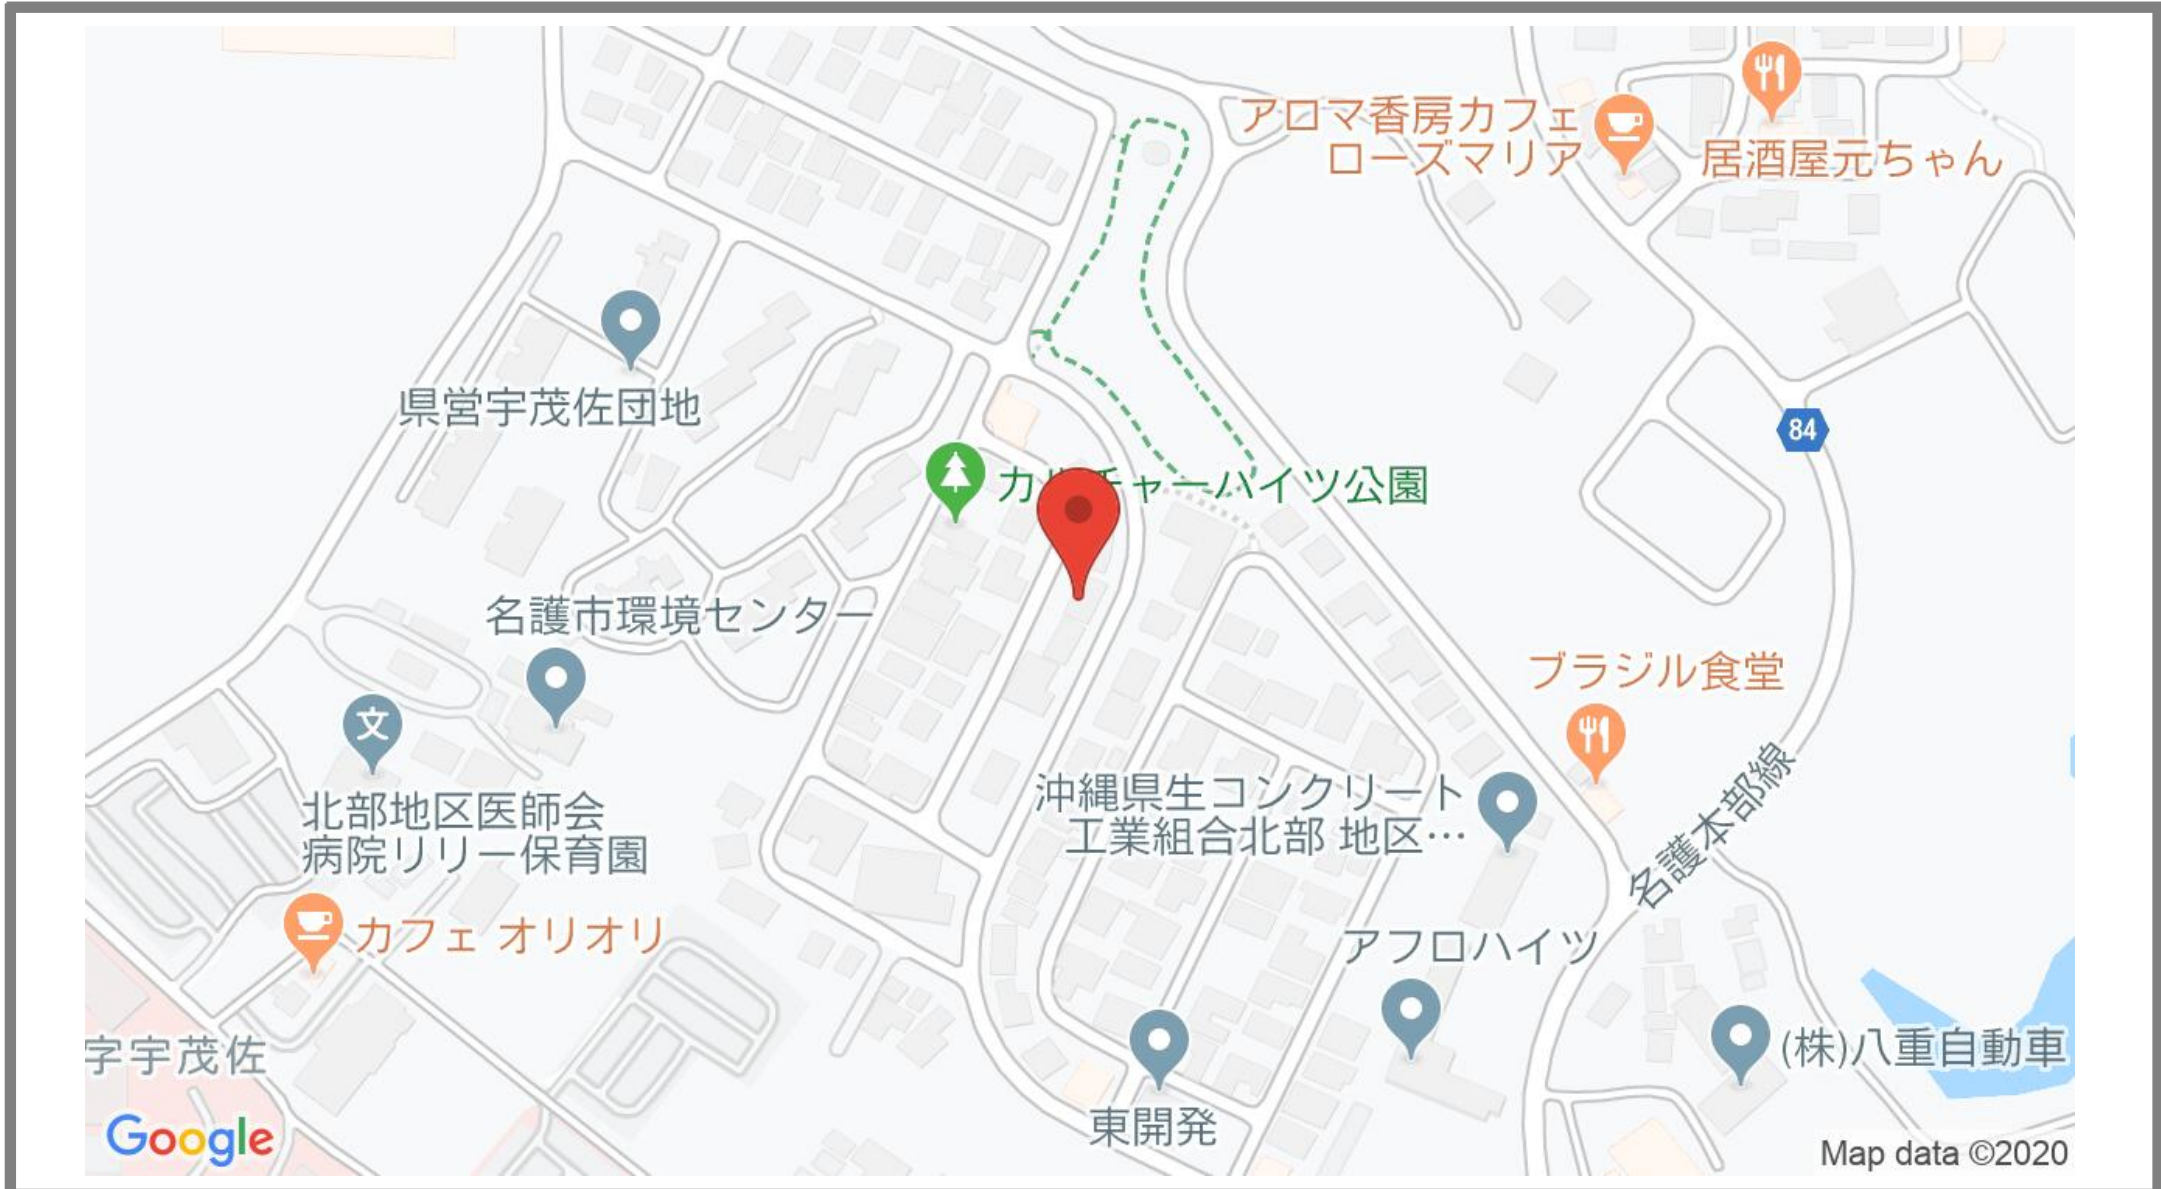 アロマ香房カフェ
ローズマリア
居酒屋元ちゃん
県営宇茂佐団地
84
チャーハイツ公園
名護市環境センター
文
ブラジル食堂
北部地区医師会
病院リリー保育園
沖縄県生コンクリート
工業組合北部 地区…
名護本部線
カフェ オリオリ
アフロハイツ
字宇茂佐
(株)八重自動車
東開発
Google
Map data ©2020